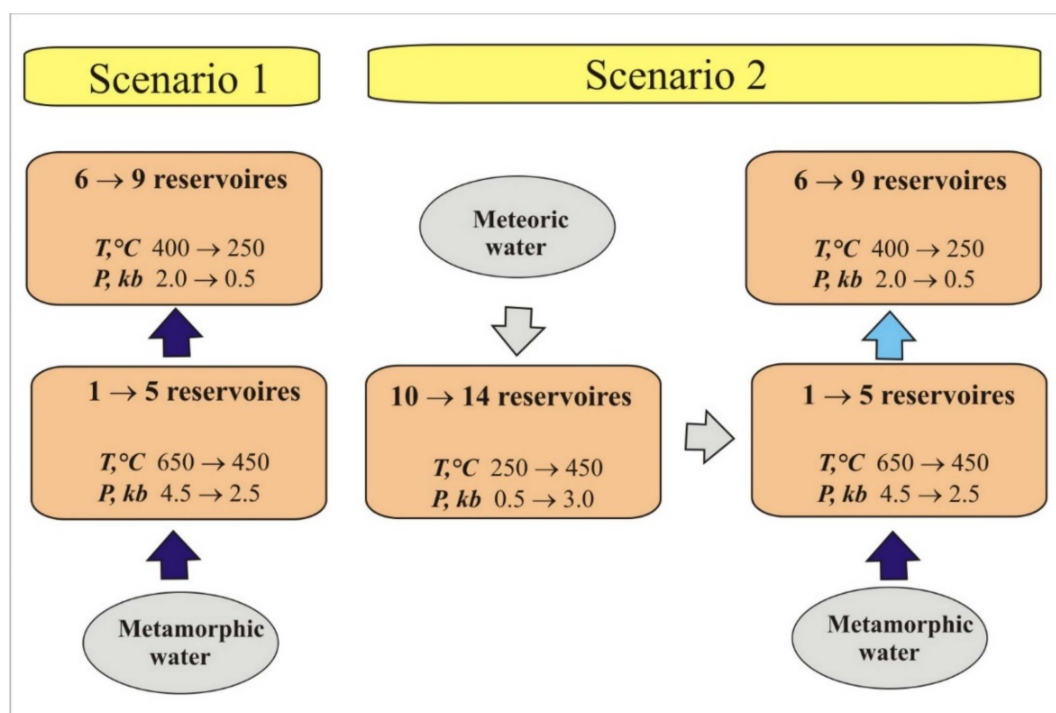 Scenario 1
6 → 9 reservoires
T,°C 400 → 250
P, kb 2.0 → 0.5
1 → 5 reservoires
T,°C 650 → 450
P, kb 4.5 → 2.5
Metamorphic
water
Scenario 2
Meteoric
water
10 → 14 reservoires
T,°C 250 → 450
P, kb 0.5 → 3.0
6 → 9 reservoires
T,°C 400 → 250
P, kb 2.0 → 0.5
1 → 5 reservoires
T,°C 650 → 450
P, kb 4.5 → 2.5
Metamorphic
water